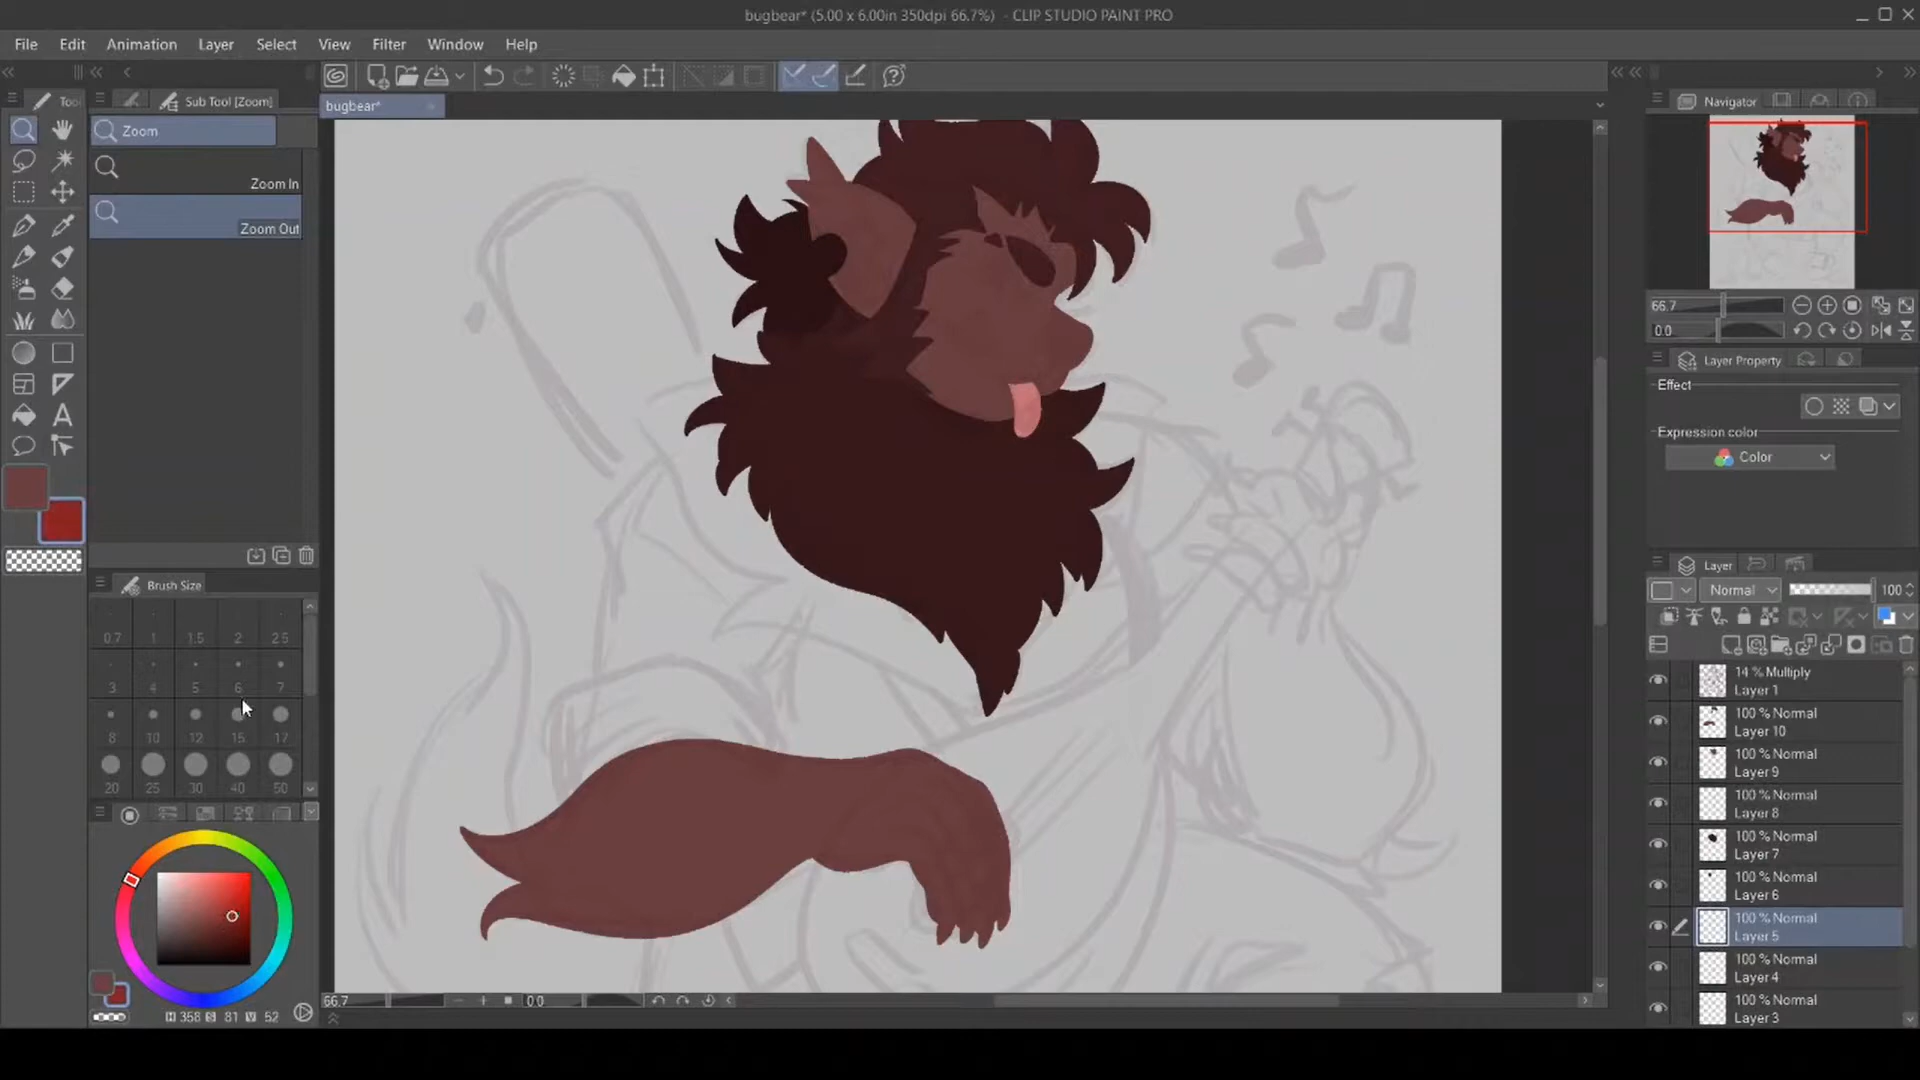 bugbear* (5.00 x 6.00in 350dpi 66.7%) - CLIP STUDIO PAINT PRO
File Edit Animation Layer Select View Filter Window Help
Too
Sub Tool [Zoom]
bugbear*
Navigator
Zoom
Zoom In
Zoom Out
66.7
0.0
Layer Property
Effect
Expression color
Color
Brush Size
0.7 1 1.5 2 2.5
3 4 5 6 7
8 10 12 15 17
20 25 30 40 50
Layer
Normal 100
14 % Multiply
Layer 1
100 % Normal
Layer 10
100 % Normal
Layer 9
100 % Normal
Layer 8
100 % Normal
Layer 7
100 % Normal
Layer 6
100 % Normal
Layer 5
100 % Normal
Layer 4
100 % Normal
Layer 3
66.7 0.0
H 358 S 81 V 52